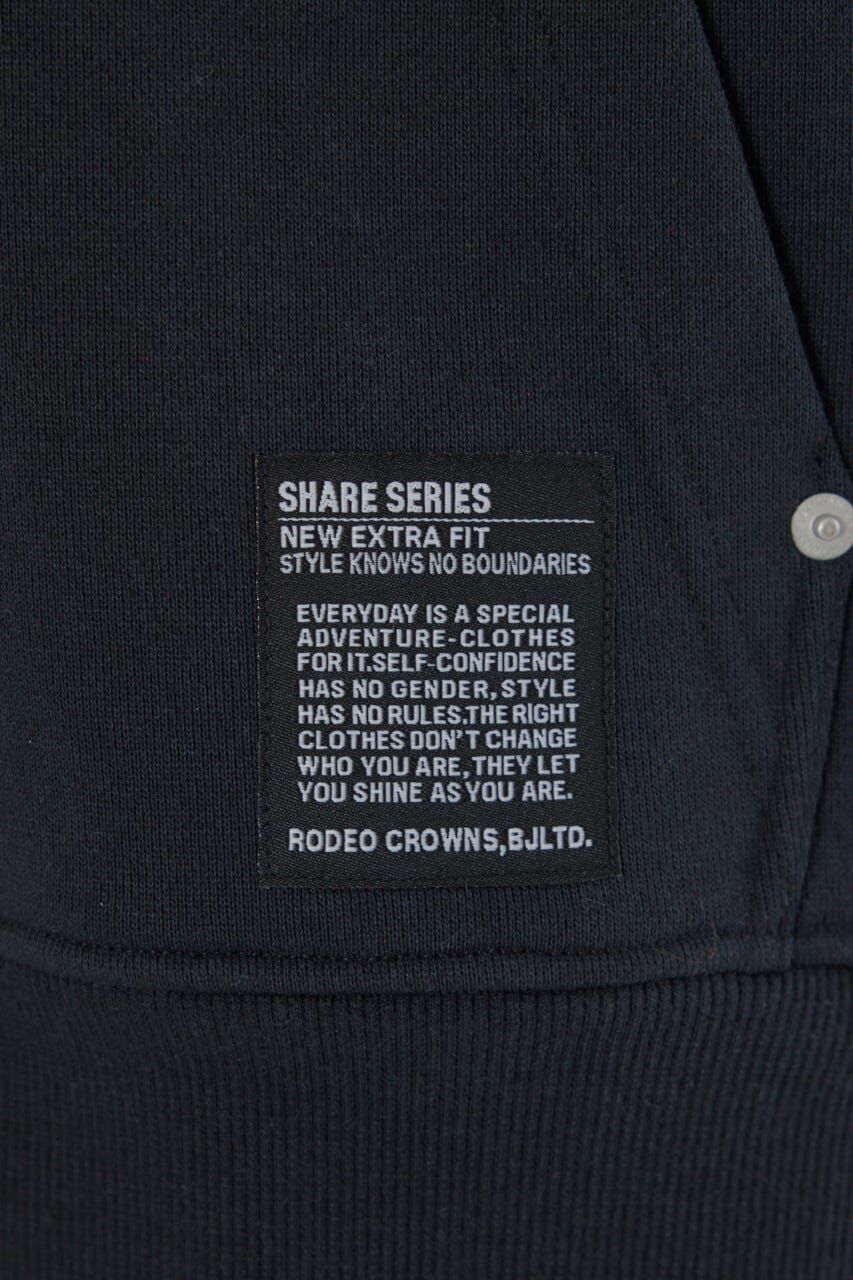 SHARE SERIES
NEW EXTRA FIT
STYLE KNOWS NO BOUNDARIES
EVERYDAY IS A SPECIAL
ADVENTURE-CLOTHES
FOR IT.SELF-CONFIDENCE
HAS NO GENDER, STYLE
HAS NO RULES.THE RIGHT
CLOTHES DON'T CHANGE
WHO YOU ARE, THEY LET
YOU SHINE AS YOU ARE.
RODEO CROWNS,BJLTD.